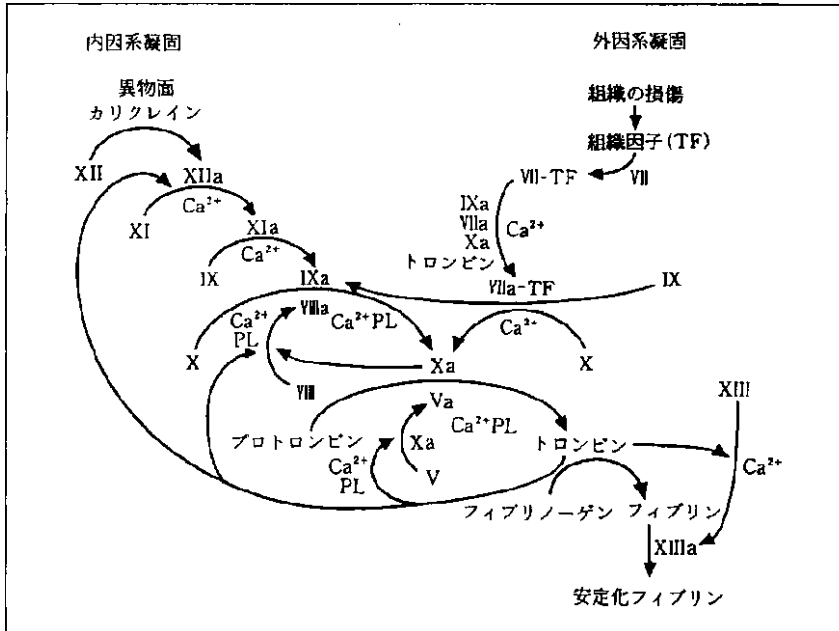 内因系凝固
外因系凝固
異物面
カリクレイン
組織の損傷
組織因子(TF)
XII
XIIa
VII-TF
VII
Ca²⁺
IXa
VIIa
Xa
Ca²⁺
XI
XIa
トロンビン
Ca²⁺
IX
IXa
VIIa-TF
IX
VIIIa
Ca²⁺
PL
Ca²⁺PL
Ca²⁺
X
Xa
X
VIII
XIII
Va
Ca²⁺PL
プロトロンビン
Xa
トロンビン
Ca²⁺
PL
V
Ca²⁺
フィブリノーゲン
フィブリン
XIIIa
安定化フィブリン